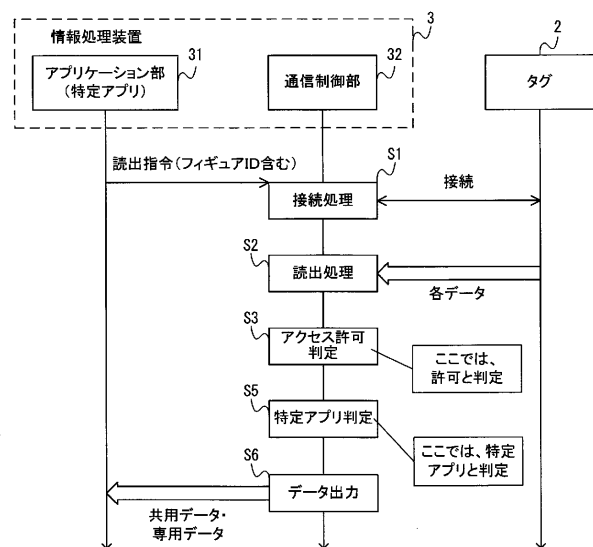 情報処理装置
3
31
アプリケーション部
(特定アプリ)
32
通信制御部
2
タグ
読出指令(フィギュアID含む)
S1
接続処理
接続
S2
読出処理
各データ
S3
アクセス許可
判定
ここでは、
許可と判定
S5
特定アプリ判定
ここでは、特定
アプリと判定
S6
データ出力
共用データ・
専用データ